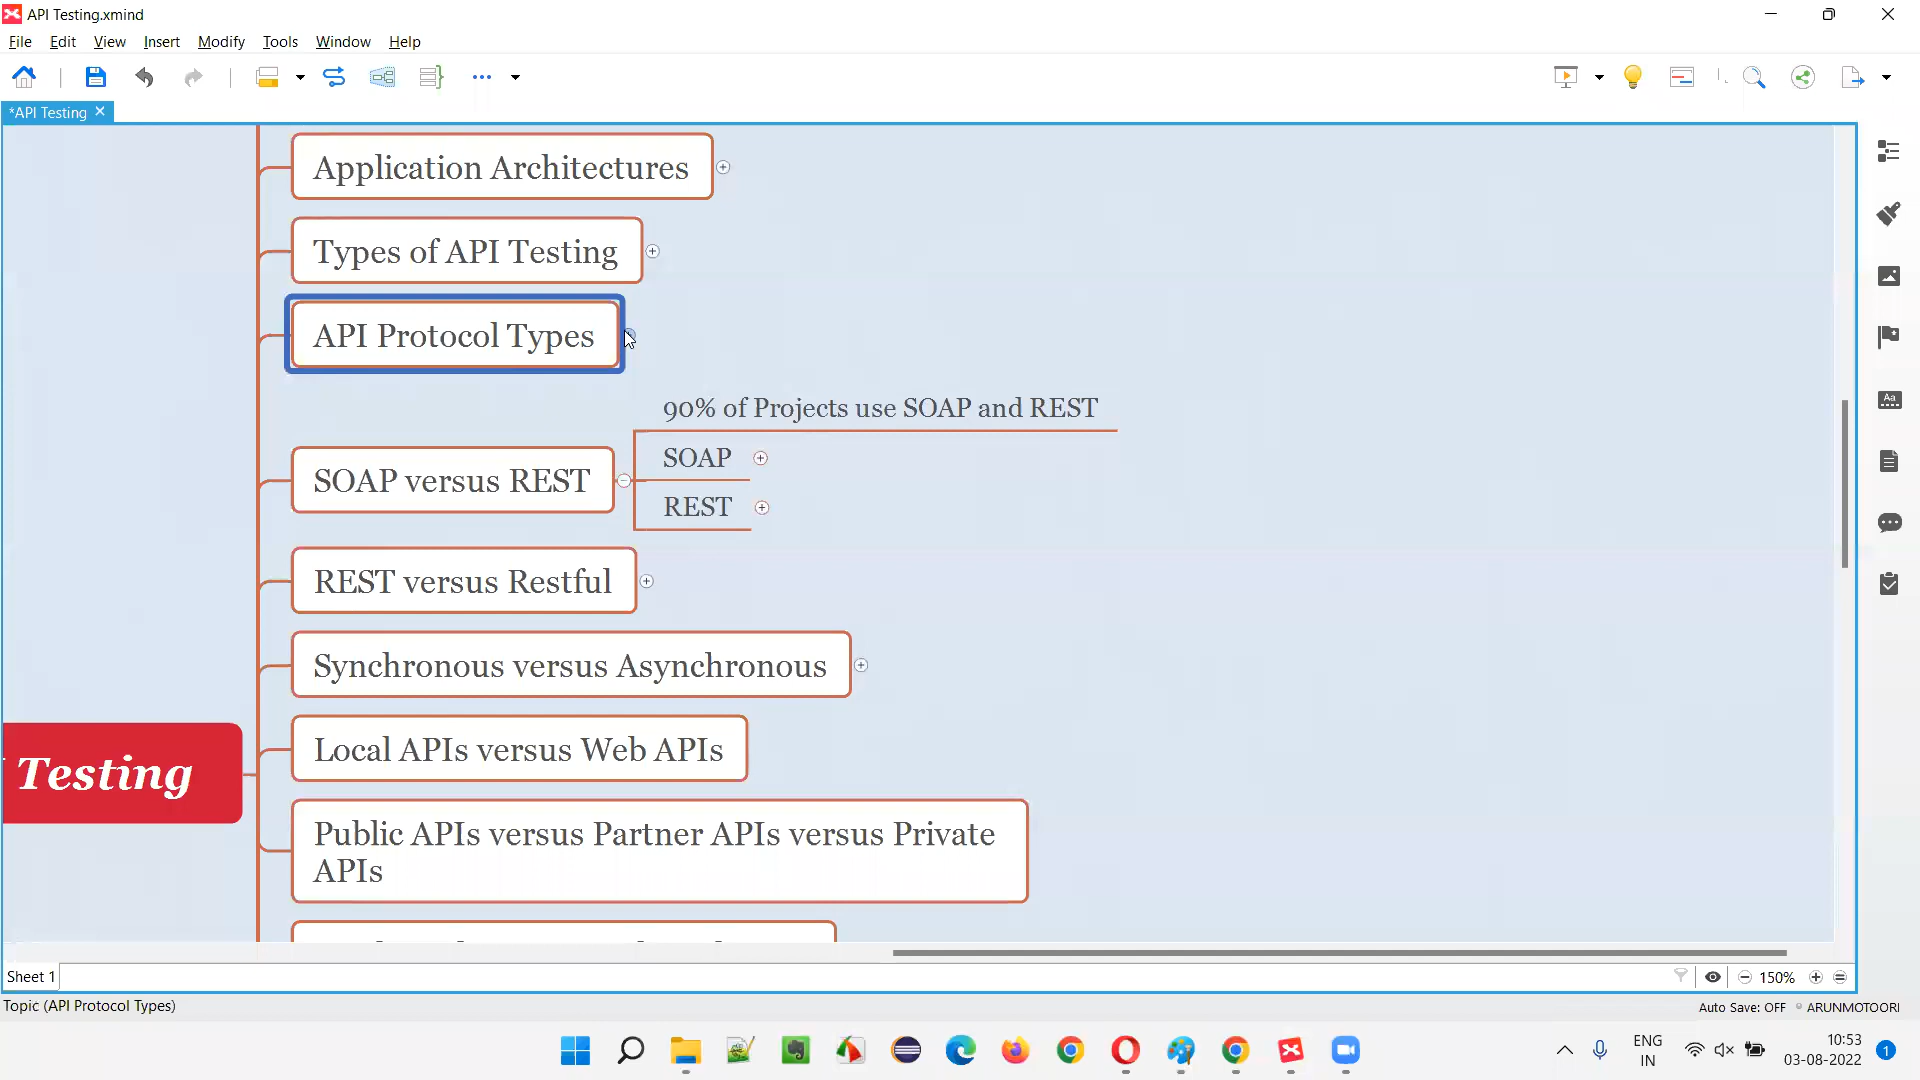 API Testing.xmind
File Edit View Insert Modify Tools Window Help
*API Testing
Application Architectures
Types of API Testing
API Protocol Types
90% of Projects use SOAP and REST
SOAP
SOAP versus REST
REST
REST versus Restful
Synchronous versus Asynchronous
Local APIs versus Web APIs
Testing
Public APIs versus Partner APIs versus Private
APIs
Sheet 1
150%
Topic (API Protocol Types)
Auto Save: OFF
ARUNMOTOORI
ENG
IN
10:53
03-08-2022
1
Aa